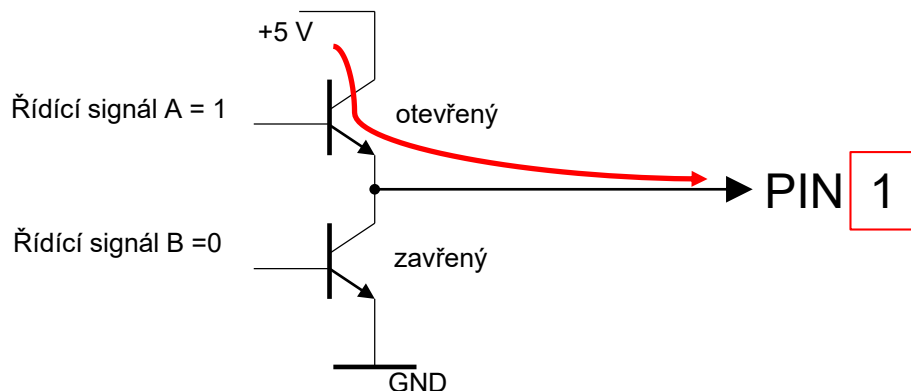 +5 V
Řídící signál A = 1
otevřený
PIN 1
Řídící signál B =0
zavřený
GND